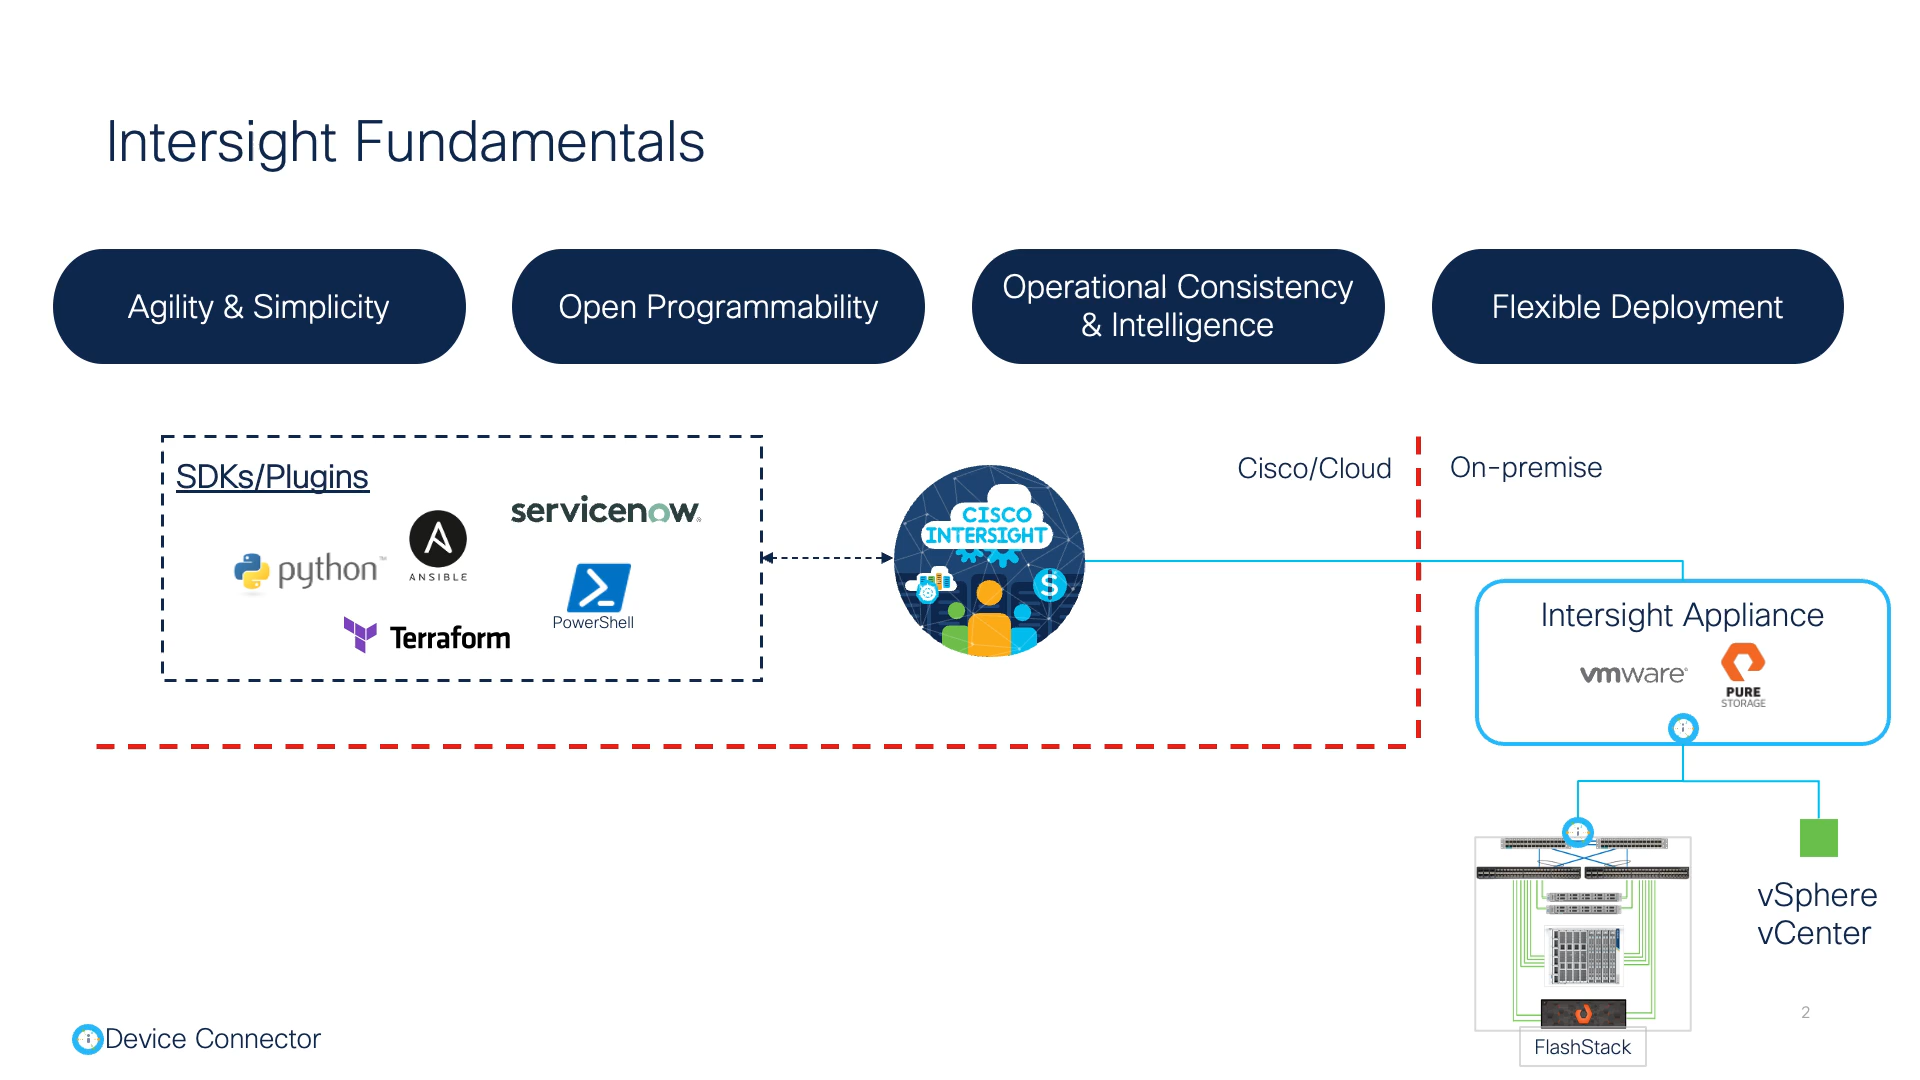 Intersight Fundamentals
Agility & Simplicity
Open Programmability
Operational Consistency
& Intelligence
Flexible Deployment
SDKs/Plugins
servicenow
python
ANSIBLE
PowerShell
Terraform
CISCO
INTERSIGHT
$
Cisco/Cloud
On-premise
Intersight Appliance
vmware®
PURE
STORAGE
vSphere
vCenter
FlashStack
Device Connector
2